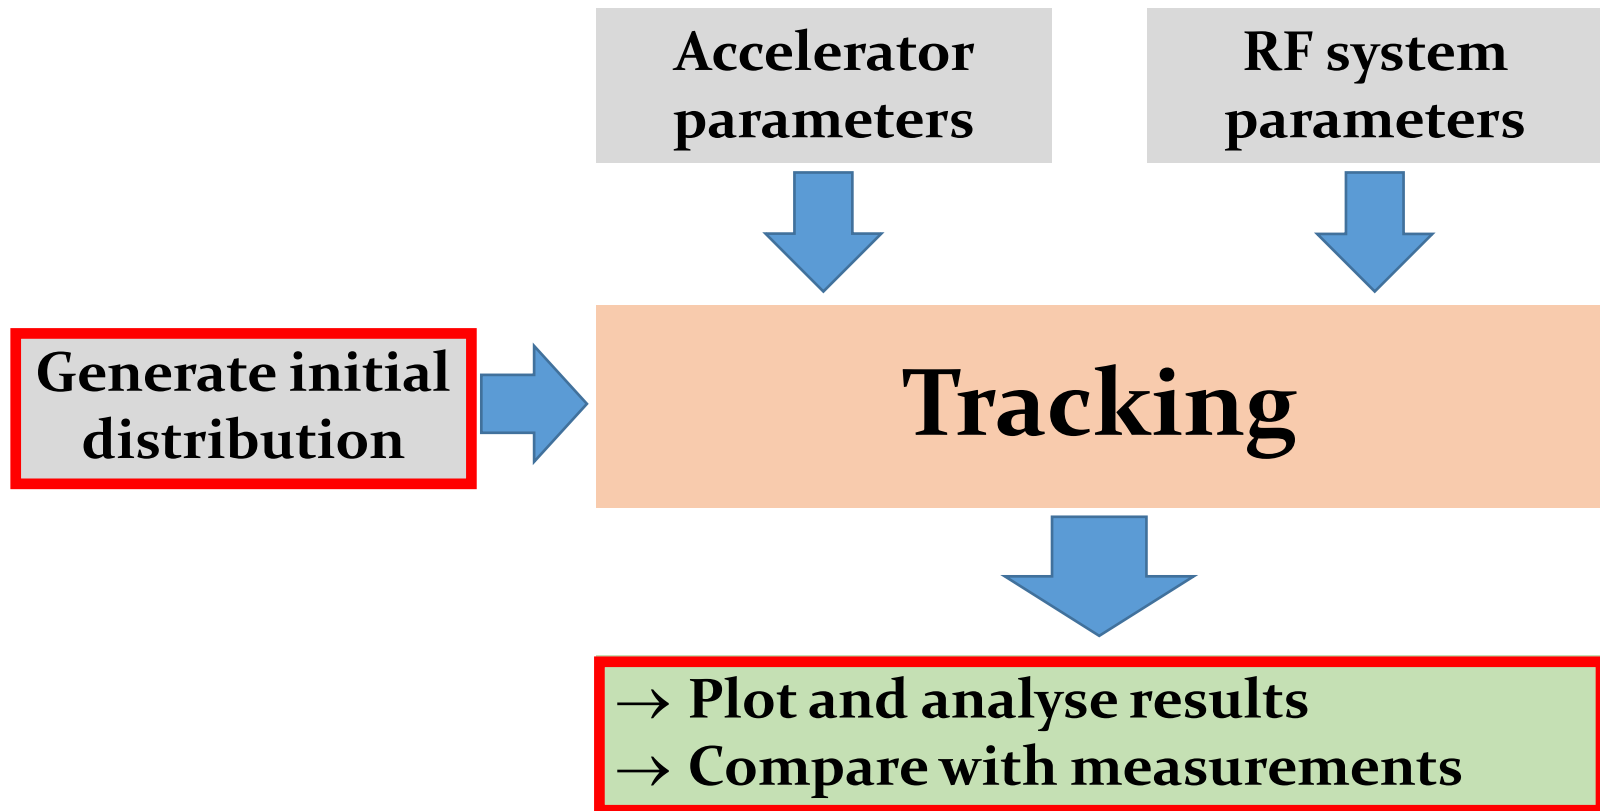 Accelerator
parameters
RF system
parameters
Generate initial
distribution
Tracking
→ Plot and analyse results
→ Compare with measurements